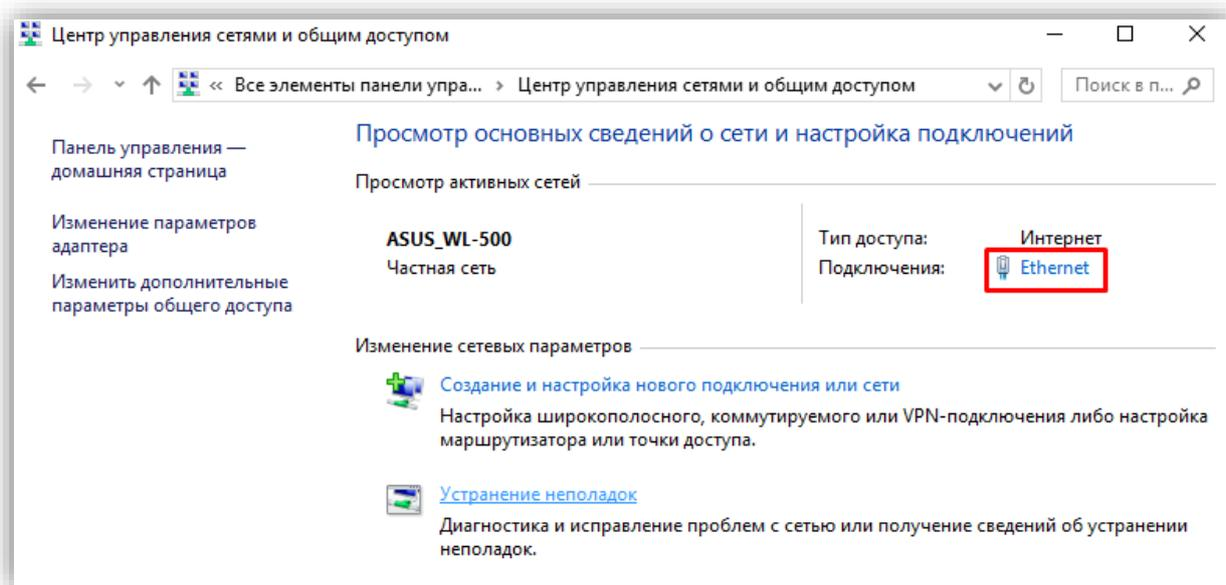 Центр управления сетями и общим доступом
« Все элементы панели упра... › Центр управления сетями и общим доступом
Поиск в п...
Панель управления —
домашняя страница
Изменение параметров
адаптера
Изменить дополнительные
параметры общего доступа
Просмотр основных сведений о сети и настройка подключений
Просмотр активных сетей
ASUS_WL-500
Частная сеть
Тип доступа: Интернет
Подключения: Ethernet
Изменение сетевых параметров
Создание и настройка нового подключения или сети
Настройка широкополосного, коммутируемого или VPN-подключения либо настройка
маршрутизатора или точки доступа.
Устранение неполадок
Диагностика и исправление проблем с сетью или получение сведений об устранении
неполадок.